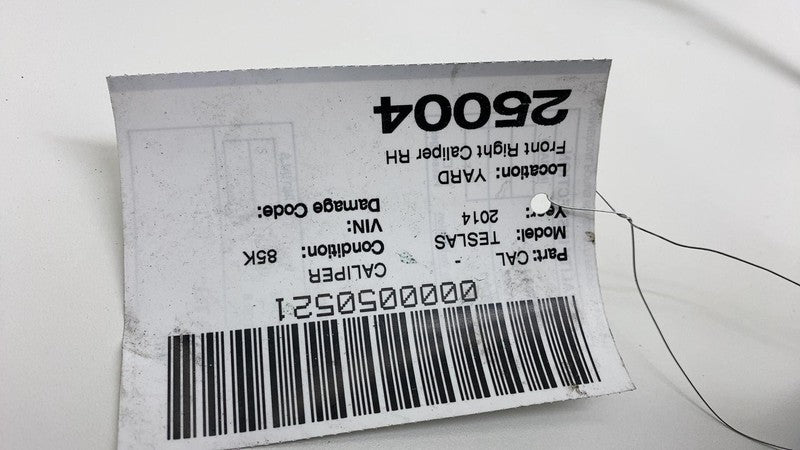 0000050521
Part: CAL - CALIPER
Model: TESLAS Condition: 85K
Year: 2014 VIN:
Damage Code:
Location: YARD
Front Right Caliper RH
25004